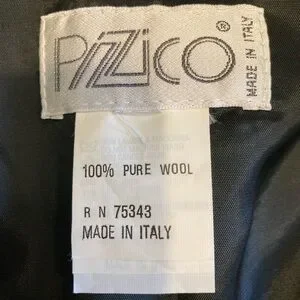 PIZZICO ®
MADE IN ITALY
100% PURE WOOL
R N 75343
MADE IN ITALY